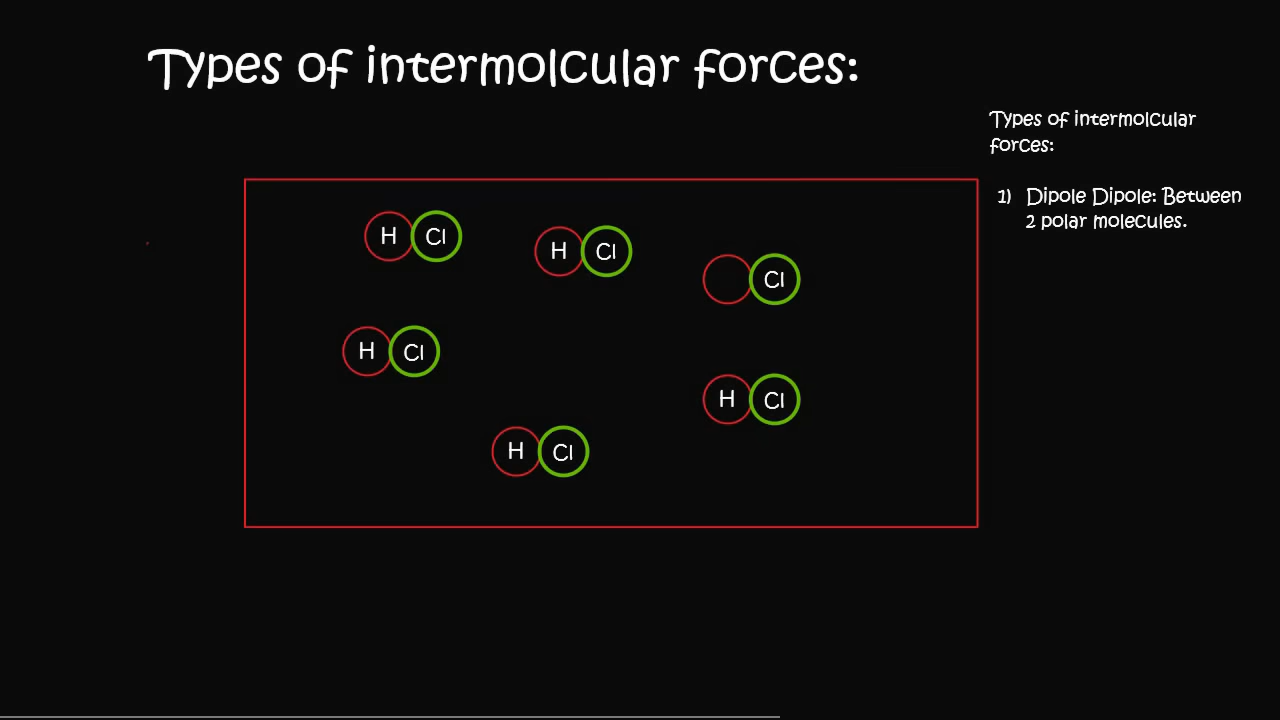 Types of intermolcular forces:
Types of intermolcular
forces:
1) Dipole Dipole: Between
2 polar molecules.
H Cl
H Cl
Cl
H Cl
H Cl
H Cl